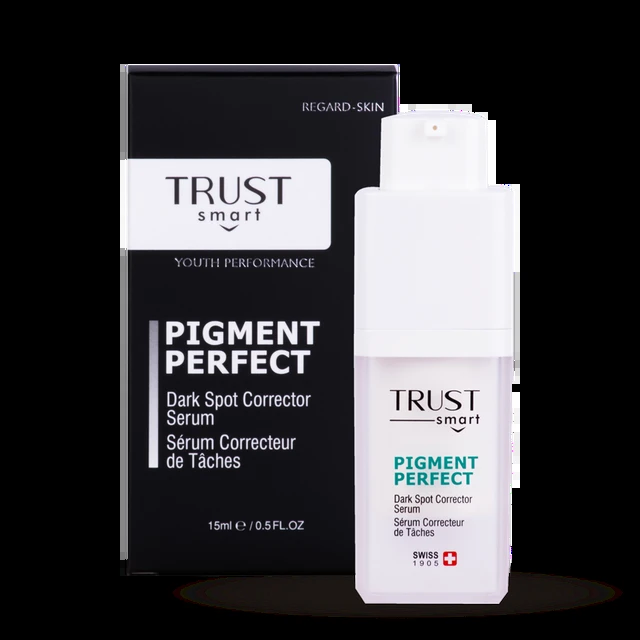 REGARD-SKIN
TRUST
smart
YOUTH PERFORMANCE
PIGMENT
PERFECT
Dark Spot Corrector
Serum
Sérum Correcteur
de Tâches
15ml ℮ / 0.5 FL.OZ
TRUST
smart
PIGMENT
PERFECT
Dark Spot Corrector
Serum
Sérum Correcteur
de Tâches
SWISS
1905